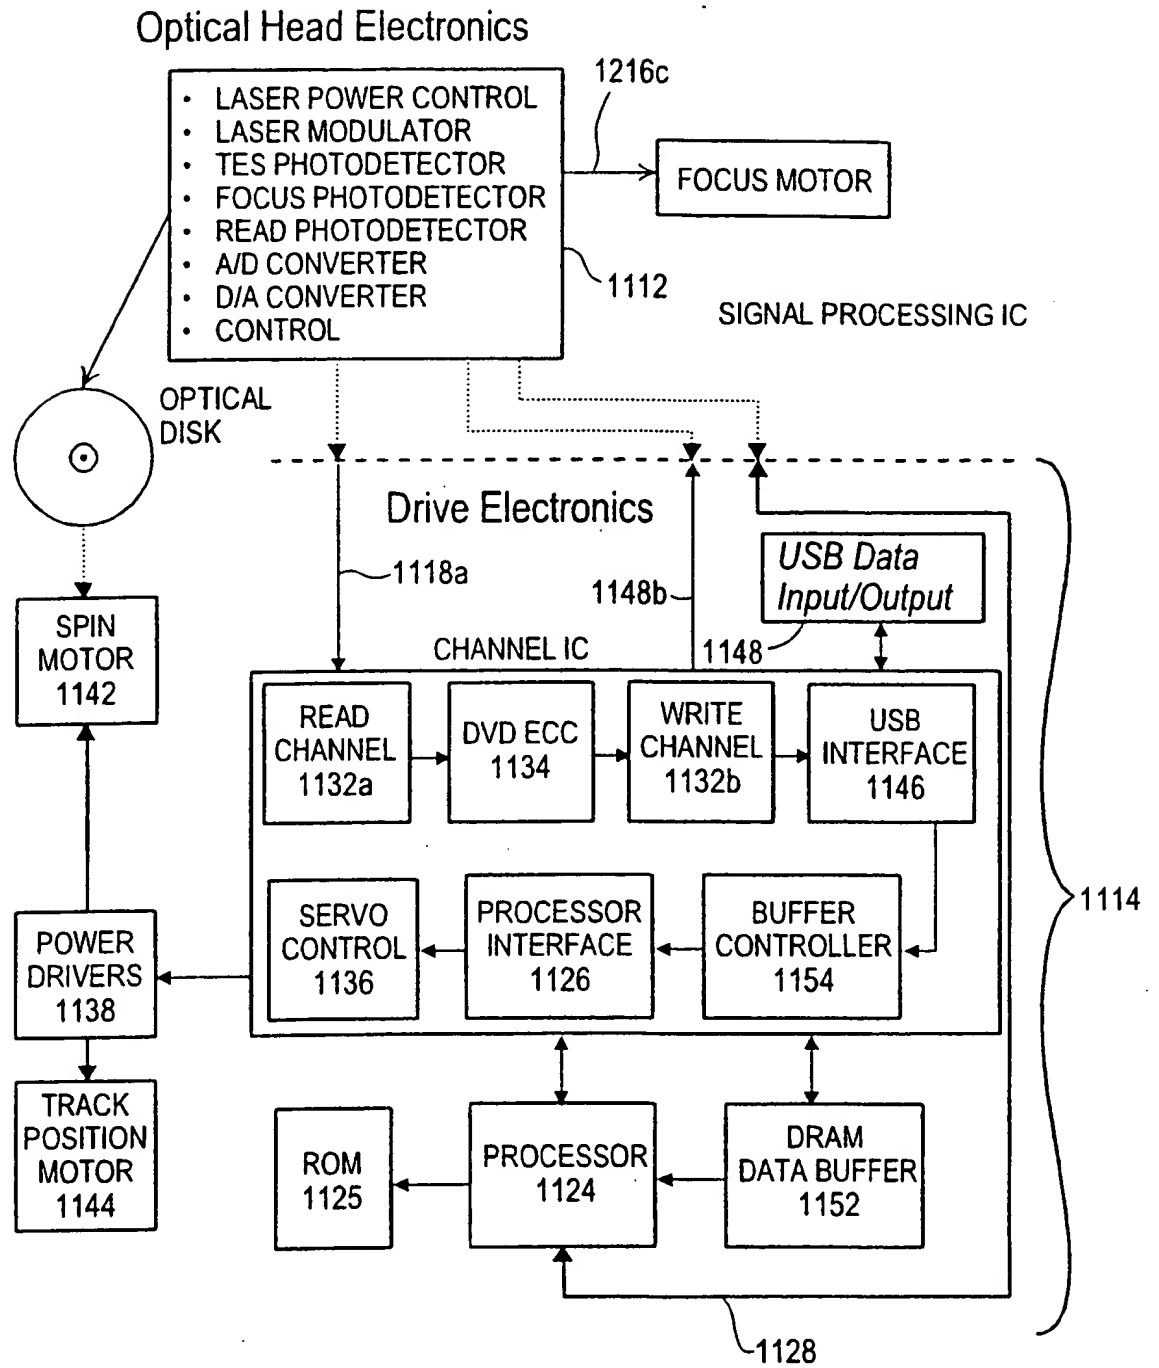 Optical Head Electronics
1216c
• LASER POWER CONTROL
• LASER MODULATOR
• TES PHOTODETECTOR
• FOCUS PHOTODETECTOR
• READ PHOTODETECTOR
• A/D CONVERTER
• D/A CONVERTER
• CONTROL
FOCUS MOTOR
1112
SIGNAL PROCESSING IC
OPTICAL
DISK
Drive Electronics
1118a
1148b
USB Data
Input/Output
1148
CHANNEL IC
SPIN
MOTOR
1142
READ
CHANNEL
1132a
DVD ECC
1134
WRITE
CHANNEL
1132b
USB
INTERFACE
1146
1114
POWER
DRIVERS
1138
SERVO
CONTROL
1136
PROCESSOR
INTERFACE
1126
BUFFER
CONTROLLER
1154
TRACK
POSITION
MOTOR
1144
ROM
1125
PROCESSOR
1124
DRAM
DATA BUFFER
1152
1128